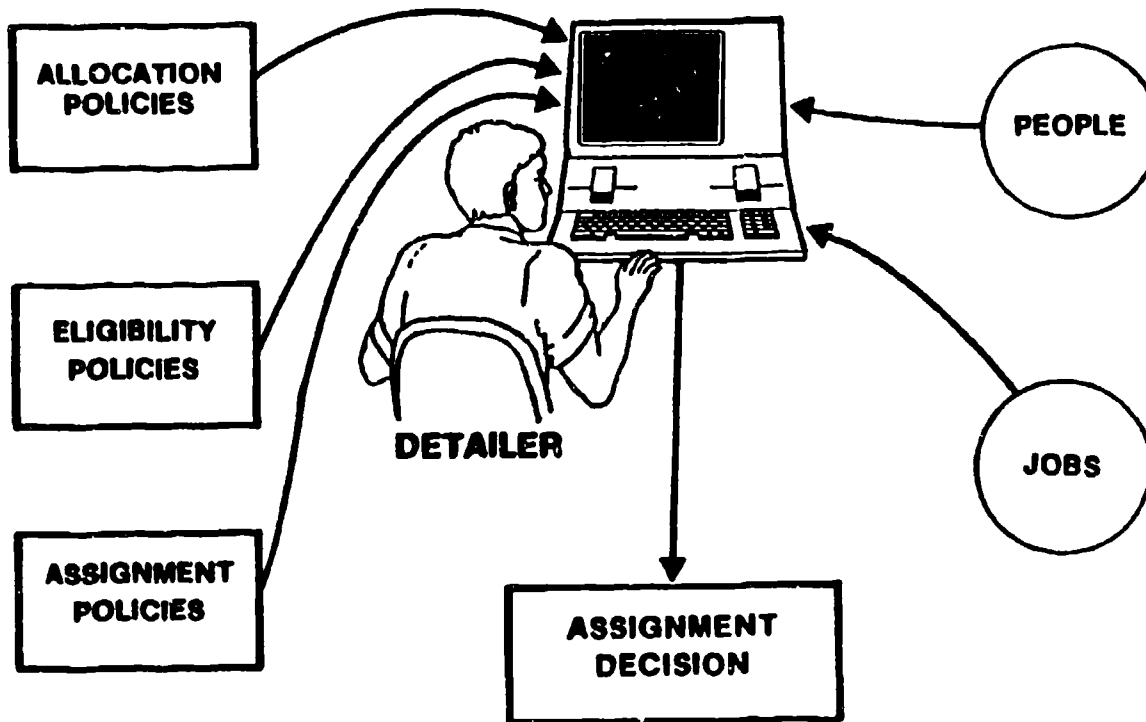 ALLOCATION
POLICIES
PEOPLE
ELIGIBILITY
POLICIES
DETAILER
JOBS
ASSIGNMENT
POLICIES
ASSIGNMENT
DECISION